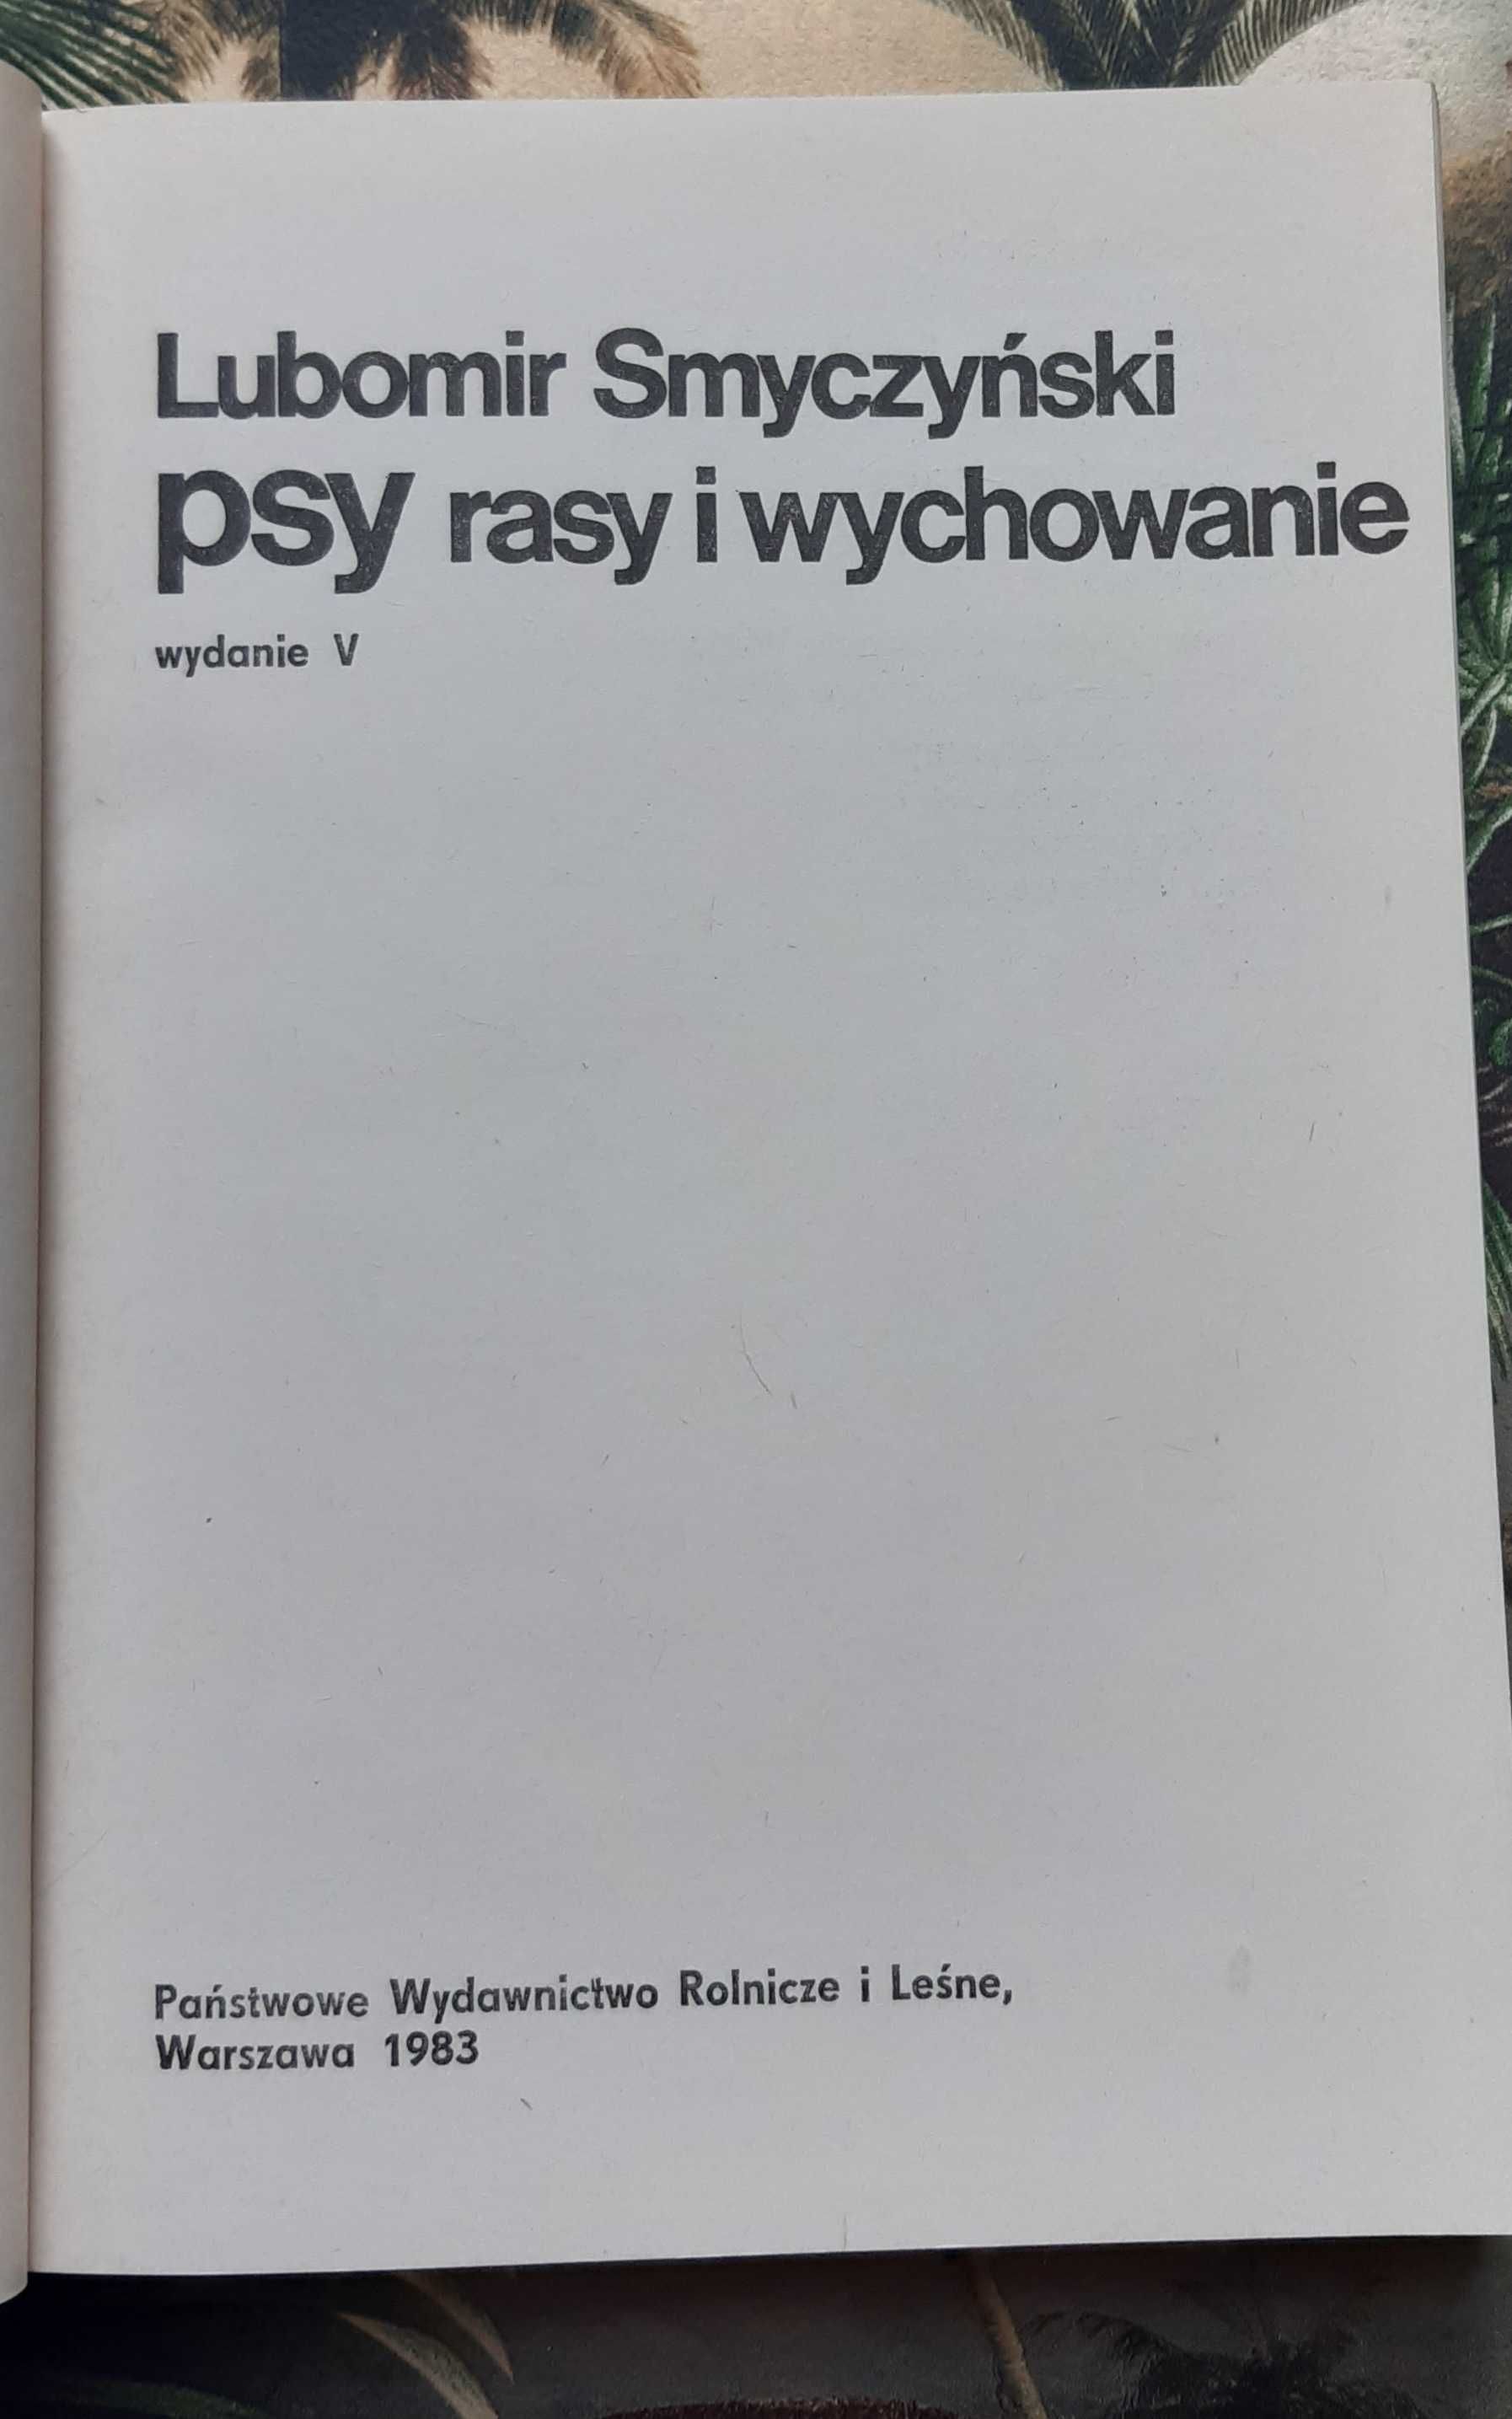 Lubomir Smyczyński
psy rasy i wychowanie
wydanie V
Państwowe Wydawnictwo Rolnicze i Leśne,
Warszawa 1983